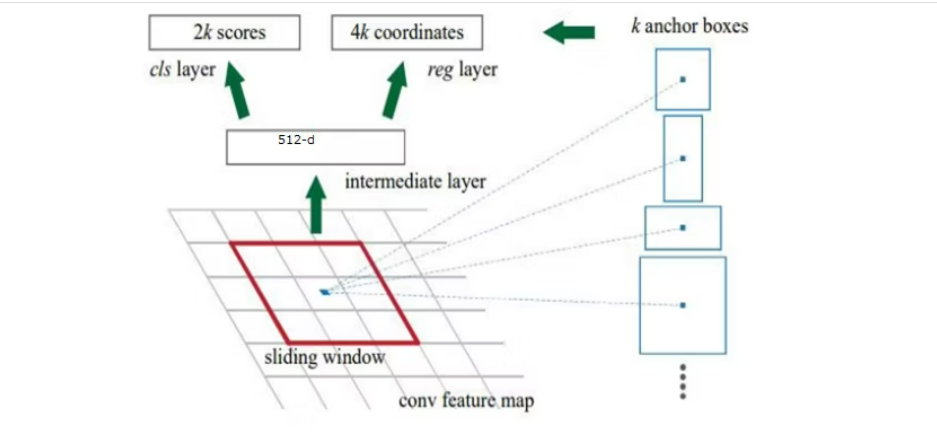 2k scores
4k coordinates
k anchor boxes
cls layer
reg layer
512-d
intermediate layer
sliding window
conv feature map